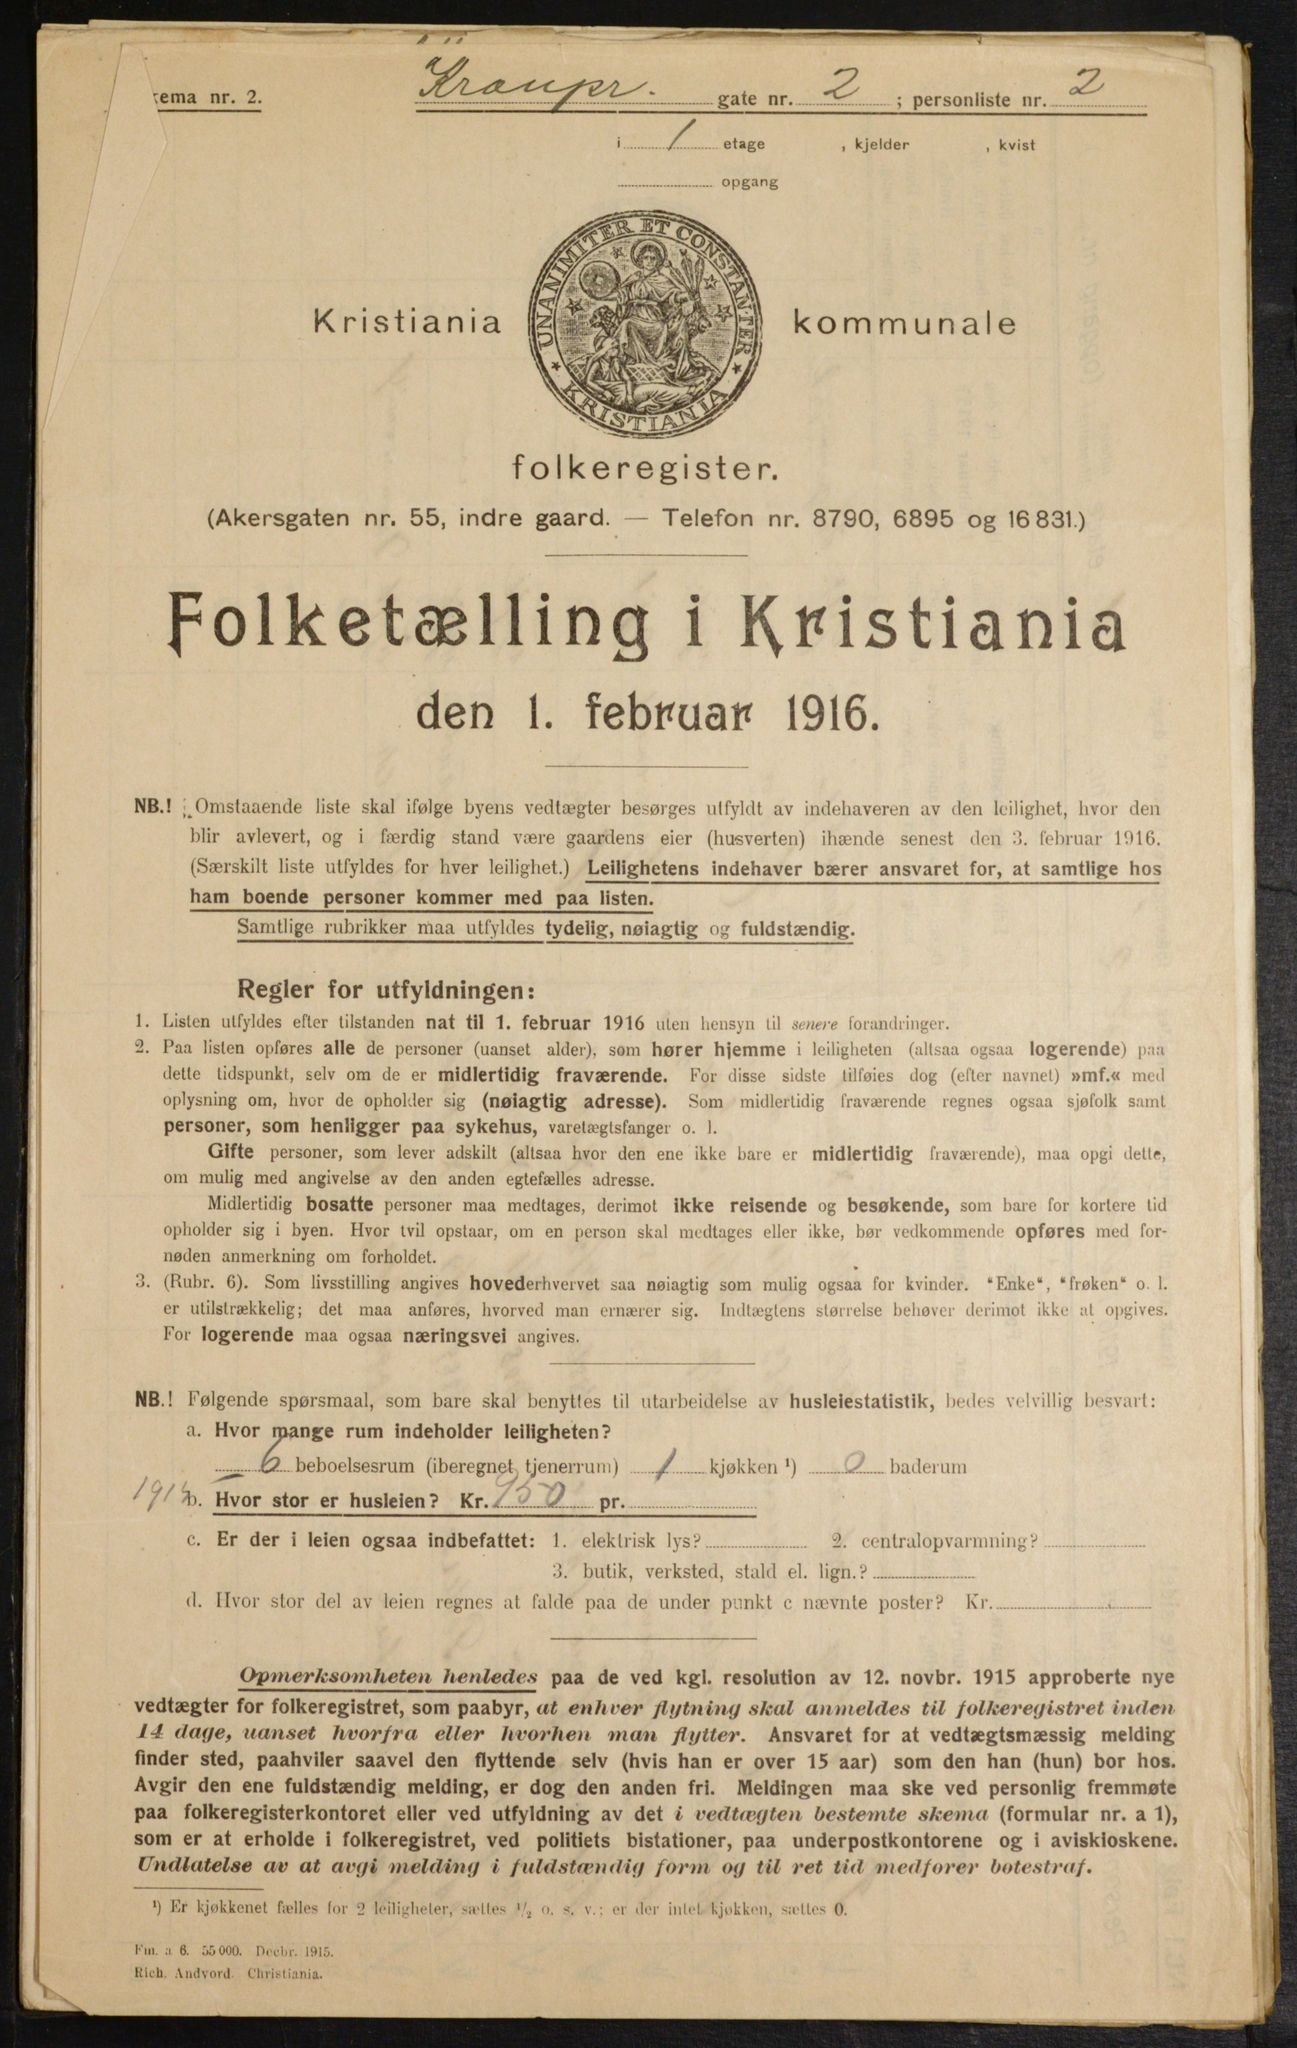 kema nr. 2.
Kraupr. gate nr. 2 ; personliste nr. 2
i 1 etage , kjelder , kvist
opgang
UNANIMITER ET CONSTANTER
KRISTIANIA
Kristiania kommunale
folkeregister.
(Akersgaten nr. 55, indre gaard. — Telefon nr. 8790, 6895 og 16 831.)
Folketælling i Kristiania
den 1. februar 1916.
NB.! Omstaaende liste skal ifølge byens vedtægter besørges utfyldt av indehaveren av den leilighet, hvor den
blir avlevert, og i færdig stand være gaardens eier (husverten) ihænde senest den 3. februar 1916.
(Særskilt liste utfyldes for hver leilighet.) Leilighetens indehaver bærer ansvaret for, at samtlige hos
ham boende personer kommer med paa listen.
Samtlige rubrikker maa utfyldes tydelig, nøiagtig og fuldstændig.
Regler for utfyldningen:
1. Listen utfyldes efter tilstanden nat til 1. februar 1916 uten hensyn til senere forandringer.
2. Paa listen opføres alle de personer (uanset alder), som hører hjemme i leiligheten (altsaa ogsaa logerende) paa
dette tidspunkt, selv om de er midlertidig fraværende. For disse sidste tilføies dog (efter navnet) »mf.« med
oplysning om, hvor de opholder sig (nøiagtig adresse). Som midlertidig fraværende regnes ogsaa sjøfolk samt
personer, som henligger paa sykehus, varetægtsfanger o. l.
Gifte personer, som lever adskilt (altsaa hvor den ene ikke bare er midlertidig fraværende), maa opgi dette,
om mulig med angivelse av den anden egtefælles adresse.
Midlertidig bosatte personer maa medtages, derimot ikke reisende og besøkende, som bare for kortere tid
opholder sig i byen. Hvor tvil opstaar, om en person skal medtages eller ikke, bør vedkommende opføres med for-
nøden anmerkning om forholdet.
3. (Rubr. 6). Som livsstilling angives hovederhvervet saa nøiagtig som mulig ogsaa for kvinder. "Enke", "frøken" o. l.
er utilstrækkelig; det maa anføres, hvorved man ernærer sig. Indtægtens størrelse behøver derimot ikke at opgives.
For logerende maa ogsaa næringsvei angives.
NB.! Følgende spørsmaal, som bare skal benyttes til utarbeidelse av husleiestatistik, bedes velvillig besvart:
a. Hvor mange rum indeholder leiligheten?
6 beboelsesrum (iberegnet tjenerrum) 1 kjøkken ¹) 0 baderum
b. Hvor stor er husleien? Kr. 950 pr.
c. Er der i leien ogsaa indbefattet: 1. elektrisk lys? 2. centralopvarmning?
3. butik, verksted, stald el. lign.?
d. Hvor stor del av leien regnes at falde paa de under punkt c nævnte poster? Kr.
Opmerksomheten henledes paa de ved kgl. resolution av 12. novbr. 1915 approberte nye
vedtægter for folkeregistret, som paabyr, at enhver flytning skal anmeldes til folkeregistret inden
14 dage, uanset hvorfra eller hvorhen man flytter. Ansvaret for at vedtægtsmæssig melding
finder sted, paahviler saavel den flyttende selv (hvis han er over 15 aar) som den han (hun) bor hos.
Avgir den ene fuldstændig melding, er dog den anden fri. Meldingen maa ske ved personlig fremmøte
paa folkeregisterkontoret eller ved utfyldning av det i vedtægten bestemte skema (formular nr. a 1),
som er at erholde i folkeregistret, ved politiets bistationer, paa underpostkontorene og i aviskioskene.
Undlatelse av at avgi melding i fuldstændig form og til ret tid medfører botestraf.
¹) Er kjøkkenet fælles for 2 leiligheter, sættes ½ o. s. v.; er der intet kjøkken, sættes 0.
Fm. a 6. 55 000. Decbr. 1915.
Rich. Andvord. Christiania.